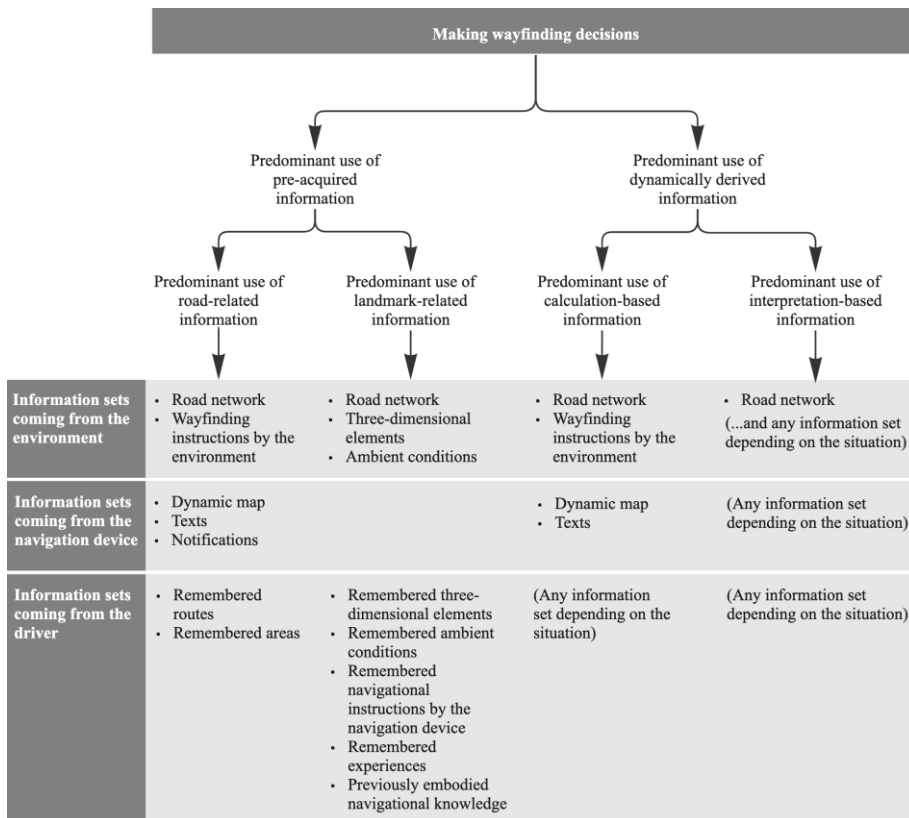 Making wayfinding decisions
Predominant use of
pre-acquired
information
Predominant use of
dynamically derived
information
Predominant use of
road-related
information
Predominant use of
landmark-related
information
Predominant use of
calculation-based
information
Predominant use of
interpretation-based
information
Information sets
coming from the
environment
• Road network
• Wayfinding
instructions by the
environment
• Road network
• Three-dimensional
elements
• Ambient conditions
• Road network
• Wayfinding
instructions by the
environment
• Road network
(...and any information set
depending on the situation)
Information sets
coming from the
navigation device
• Dynamic map
• Texts
• Notifications
• Dynamic map
• Texts
(Any information set
depending on the situation)
Information sets
coming from the
driver
• Remembered
routes
• Remembered areas
• Remembered three-
dimensional elements
• Remembered ambient
conditions
• Remembered
navigational
instructions by the
navigation device
• Remembered
experiences
• Previously embodied
navigational knowledge
(Any information
set depending on the
situation)
(Any information set
depending on the situation)